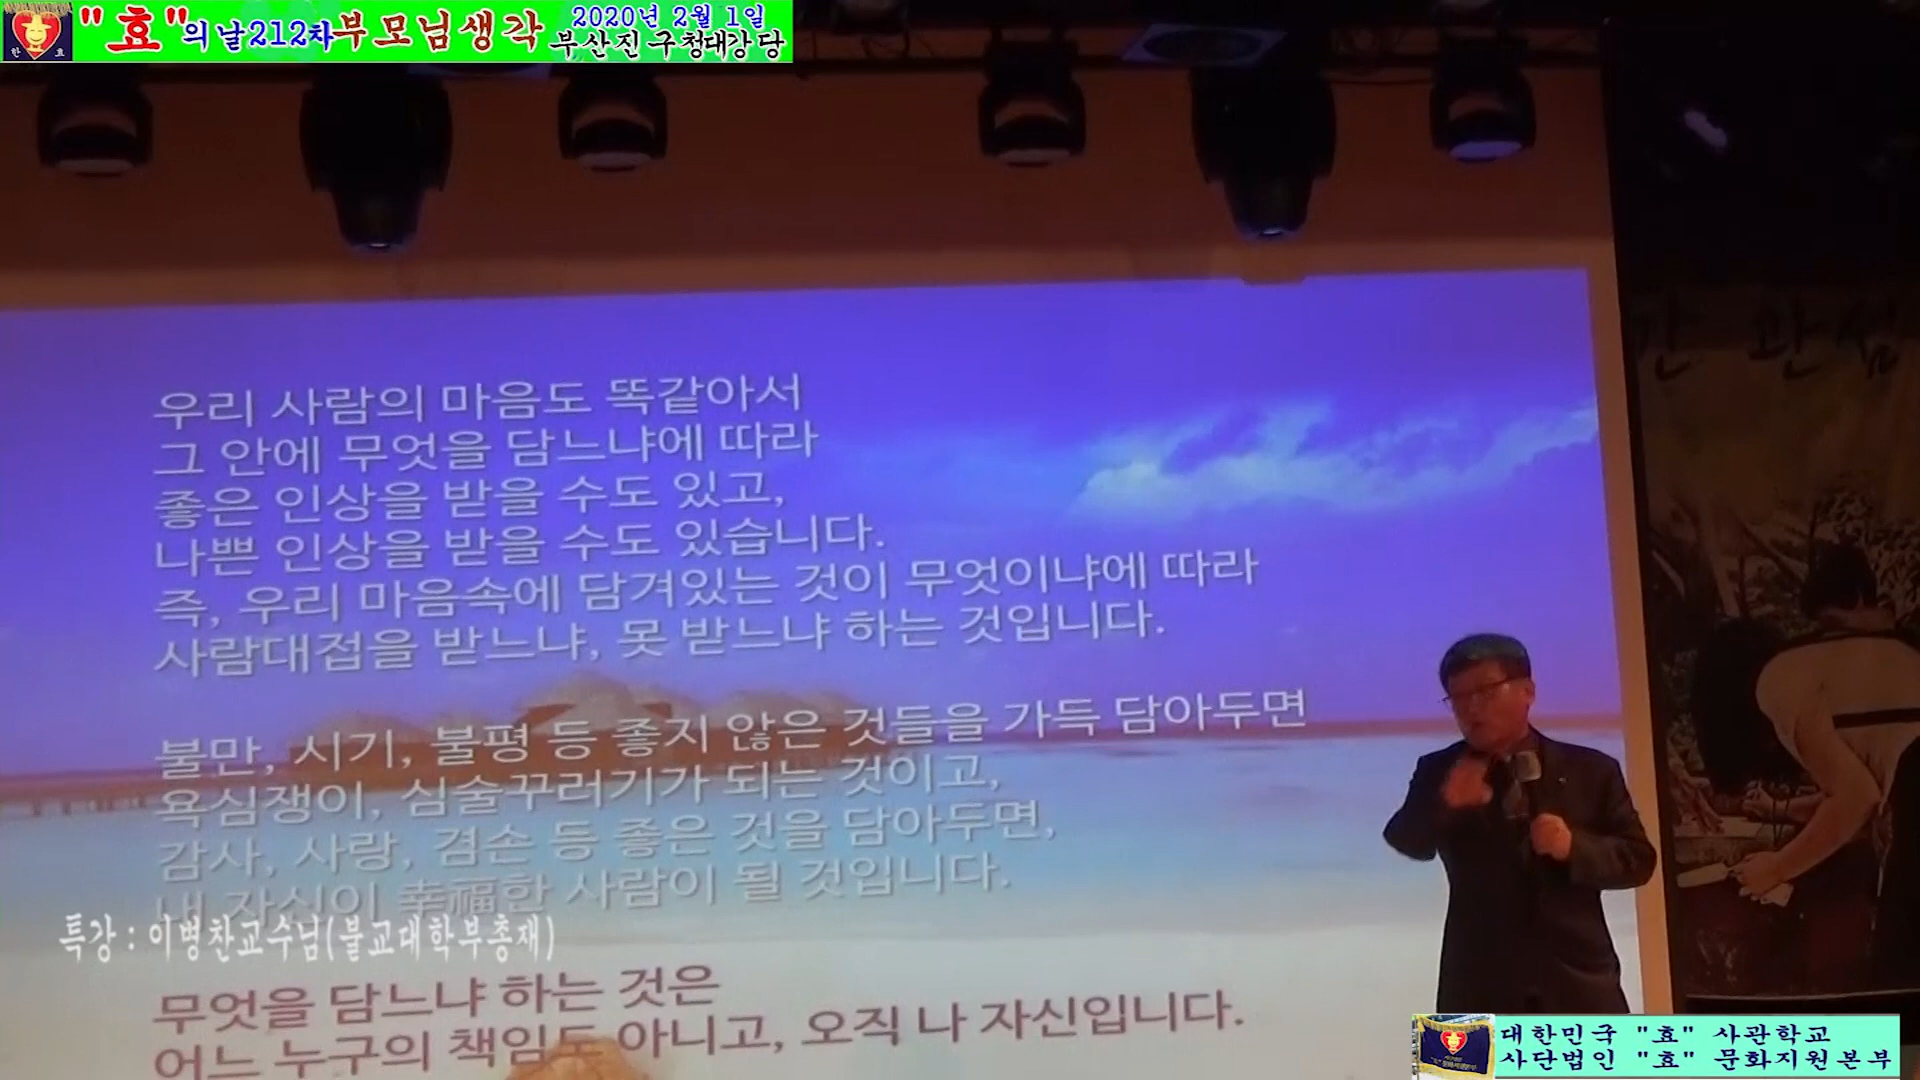 "효"의날212차부모님생각
2020년 2월 1일
부산진구청대강당
한 효
우리 사람의 마음도 똑같아서
그 안에 무엇을 담느냐에 따라
좋은 인상을 받을 수도 있고,
나쁜 인상을 받을 수도 있습니다.
즉, 우리 마음속에 담겨있는 것이 무엇이냐에 따라
사람대접을 받느냐, 못 받느냐 하는 것입니다.
불만, 시기, 불평 등 좋지 않은 것들을 가득 담아두면
욕심쟁이, 심술꾸러기가 되는 것이고,
감사, 사랑, 겸손 등 좋은 것을 담아두면,
내 자신이 幸福한 사람이 될 것입니다.
특강 : 이병찬교수님(불교대학부총재)
무엇을 담느냐 하는 것은
어느 누구의 책임도 아니고, 오직 나 자신입니다.
대한민국 "효" 사관학교
사단법인 "효" 문화지원본부